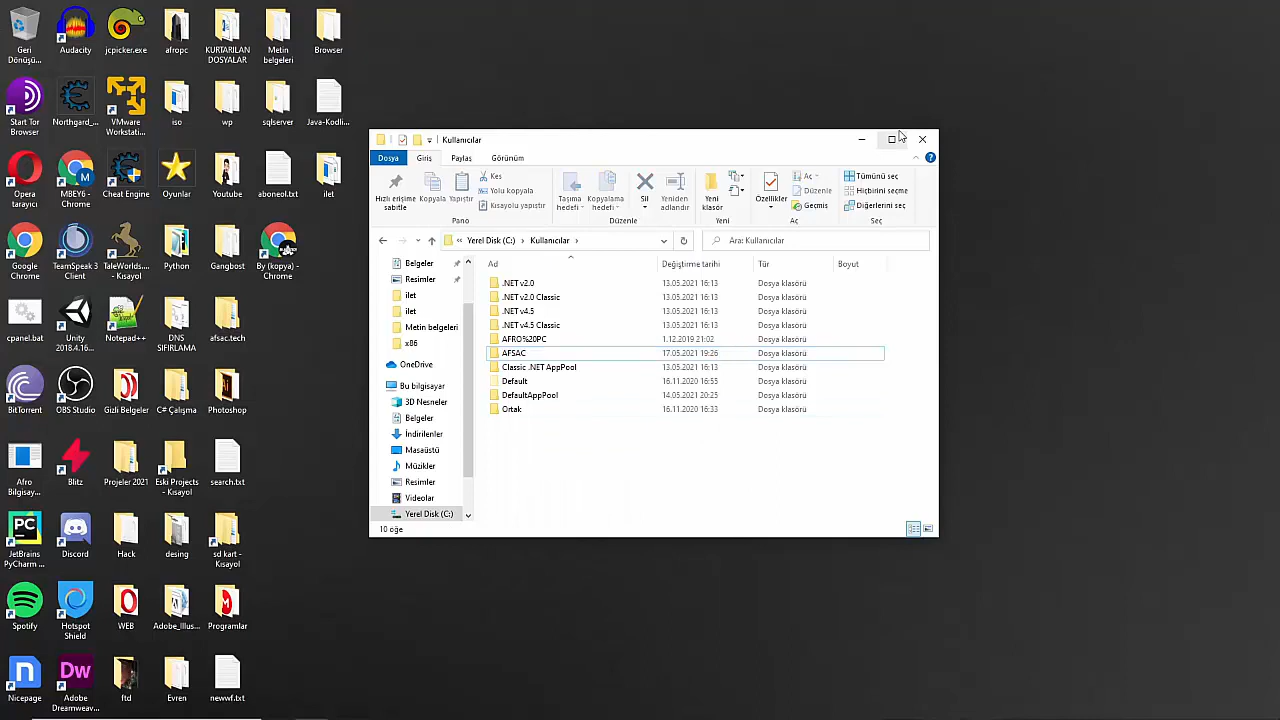 Geri
Dönüşü...
Audacity
jcpicker.exe
afropc
KURTARILAN
DOSYALAR
Metin
belgeleri
Browser
Start Tor
Browser
Northgard_...
VMware
Workstati...
iso
wp
sqlserver
Java-Kodli...
Opera
tarayıcı
MBEYG -
Chrome
Cheat Engine
Oyunlar
Youtube
aboneol.txt
ilet
Google
Chrome
TeamSpeak 3
Client
TaleWorlds....
- Kısayol
Python
Gangbost
By (kopya) -
Chrome
cpanel.bat
Unity
2018.4.16...
Notepad++
DNS
SIFIRLAMA
afsac.tech
BitTorrent
OBS Studio
Gizli Belgeler
C# Çalışma
Photoshop
Afro
Bilgisay...
Blitz
Projeler 2021
Eski Projects
- Kısayol
search.txt
JetBrains
PyCharm ...
Discord
Hack
desing
sd kart -
Kısayol
Spotify
Hotspot
Shield
WEB
Adobe_Illus...
Programlar
Nicepage
Adobe
Dreamweav...
ftd
Evren
newwf.txt
Kullanıcılar
Dosya Giriş Paylaş Görünüm
Hızlı erişime
sabitle
Kopyala
Yapıştır
Kes
Yolu kopyala
Kısayolu yapıştır
Taşıma
hedefi
Kopyalama
hedefi
Sil
Yeniden
adlandır
Yeni
klasör
Özellikler
Aç
Düzenle
Geçmiş
Tümünü seç
Hiçbirini seçme
Diğerlerini seç
Pano Düzenle Yeni Aç Seç
« Yerel Disk (C:) › Kullanıcılar ›
Ara: Kullanıcılar
Belgeler
Resimler
ilet
ilet
Metin belgeleri
x86
OneDrive
Bu bilgisayar
3D Nesneler
Belgeler
İndirilenler
Masaüstü
Müzikler
Resimler
Videolar
Yerel Disk (C:)
Ad Değiştirme tarihi Tür Boyut
.NET v2.0 13.05.2021 16:13 Dosya klasörü
.NET v2.0 Classic 13.05.2021 16:13 Dosya klasörü
.NET v4.5 13.05.2021 16:13 Dosya klasörü
.NET v4.5 Classic 13.05.2021 16:13 Dosya klasörü
AFRO%20PC 1.12.2019 21:02 Dosya klasörü
AFSAC 17.05.2021 19:26 Dosya klasörü
Classic .NET AppPool 13.05.2021 16:13 Dosya klasörü
Default 16.11.2020 16:55 Dosya klasörü
DefaultAppPool 14.05.2021 20:25 Dosya klasörü
Ortak 16.11.2020 16:33 Dosya klasörü
10 öğe